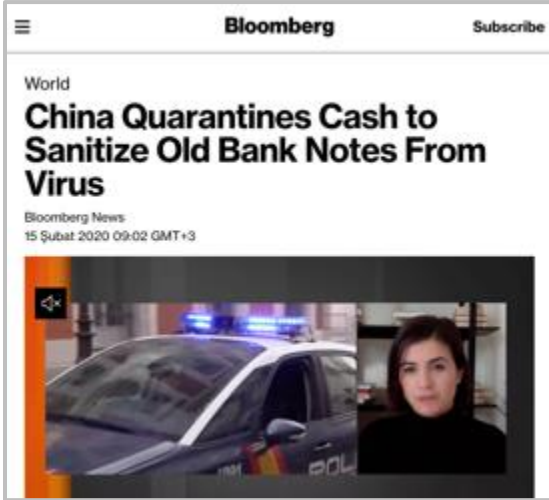 Bloomberg
Subscribe
World
China Quarantines Cash to
Sanitize Old Bank Notes From
Virus
Bloomberg News
15 Şubat 2020 09:02 GMT+3
POL